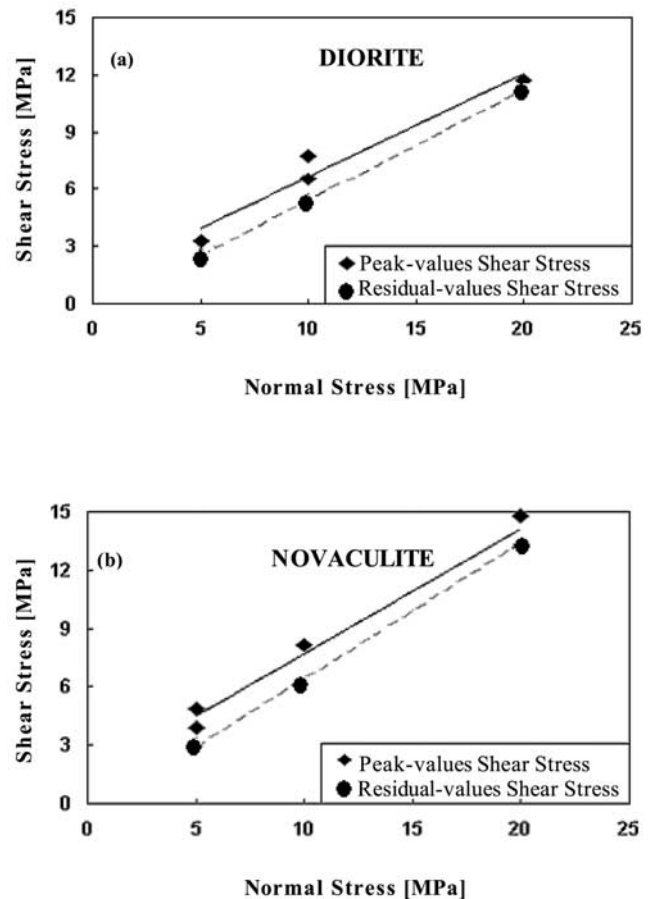 (a)
DIORITE
Shear Stress [MPa]
15
12
9
6
3
0
Peak-values Shear Stress
Residual-values Shear Stress
0 5 10 15 20 25
Normal Stress [MPa]
(b)
NOVACULITE
Shear Stress [MPa]
15
12
9
6
3
0
Peak-values Shear Stress
Residual-values Shear Stress
0 5 10 15 20 25
Normal Stress [MPa]